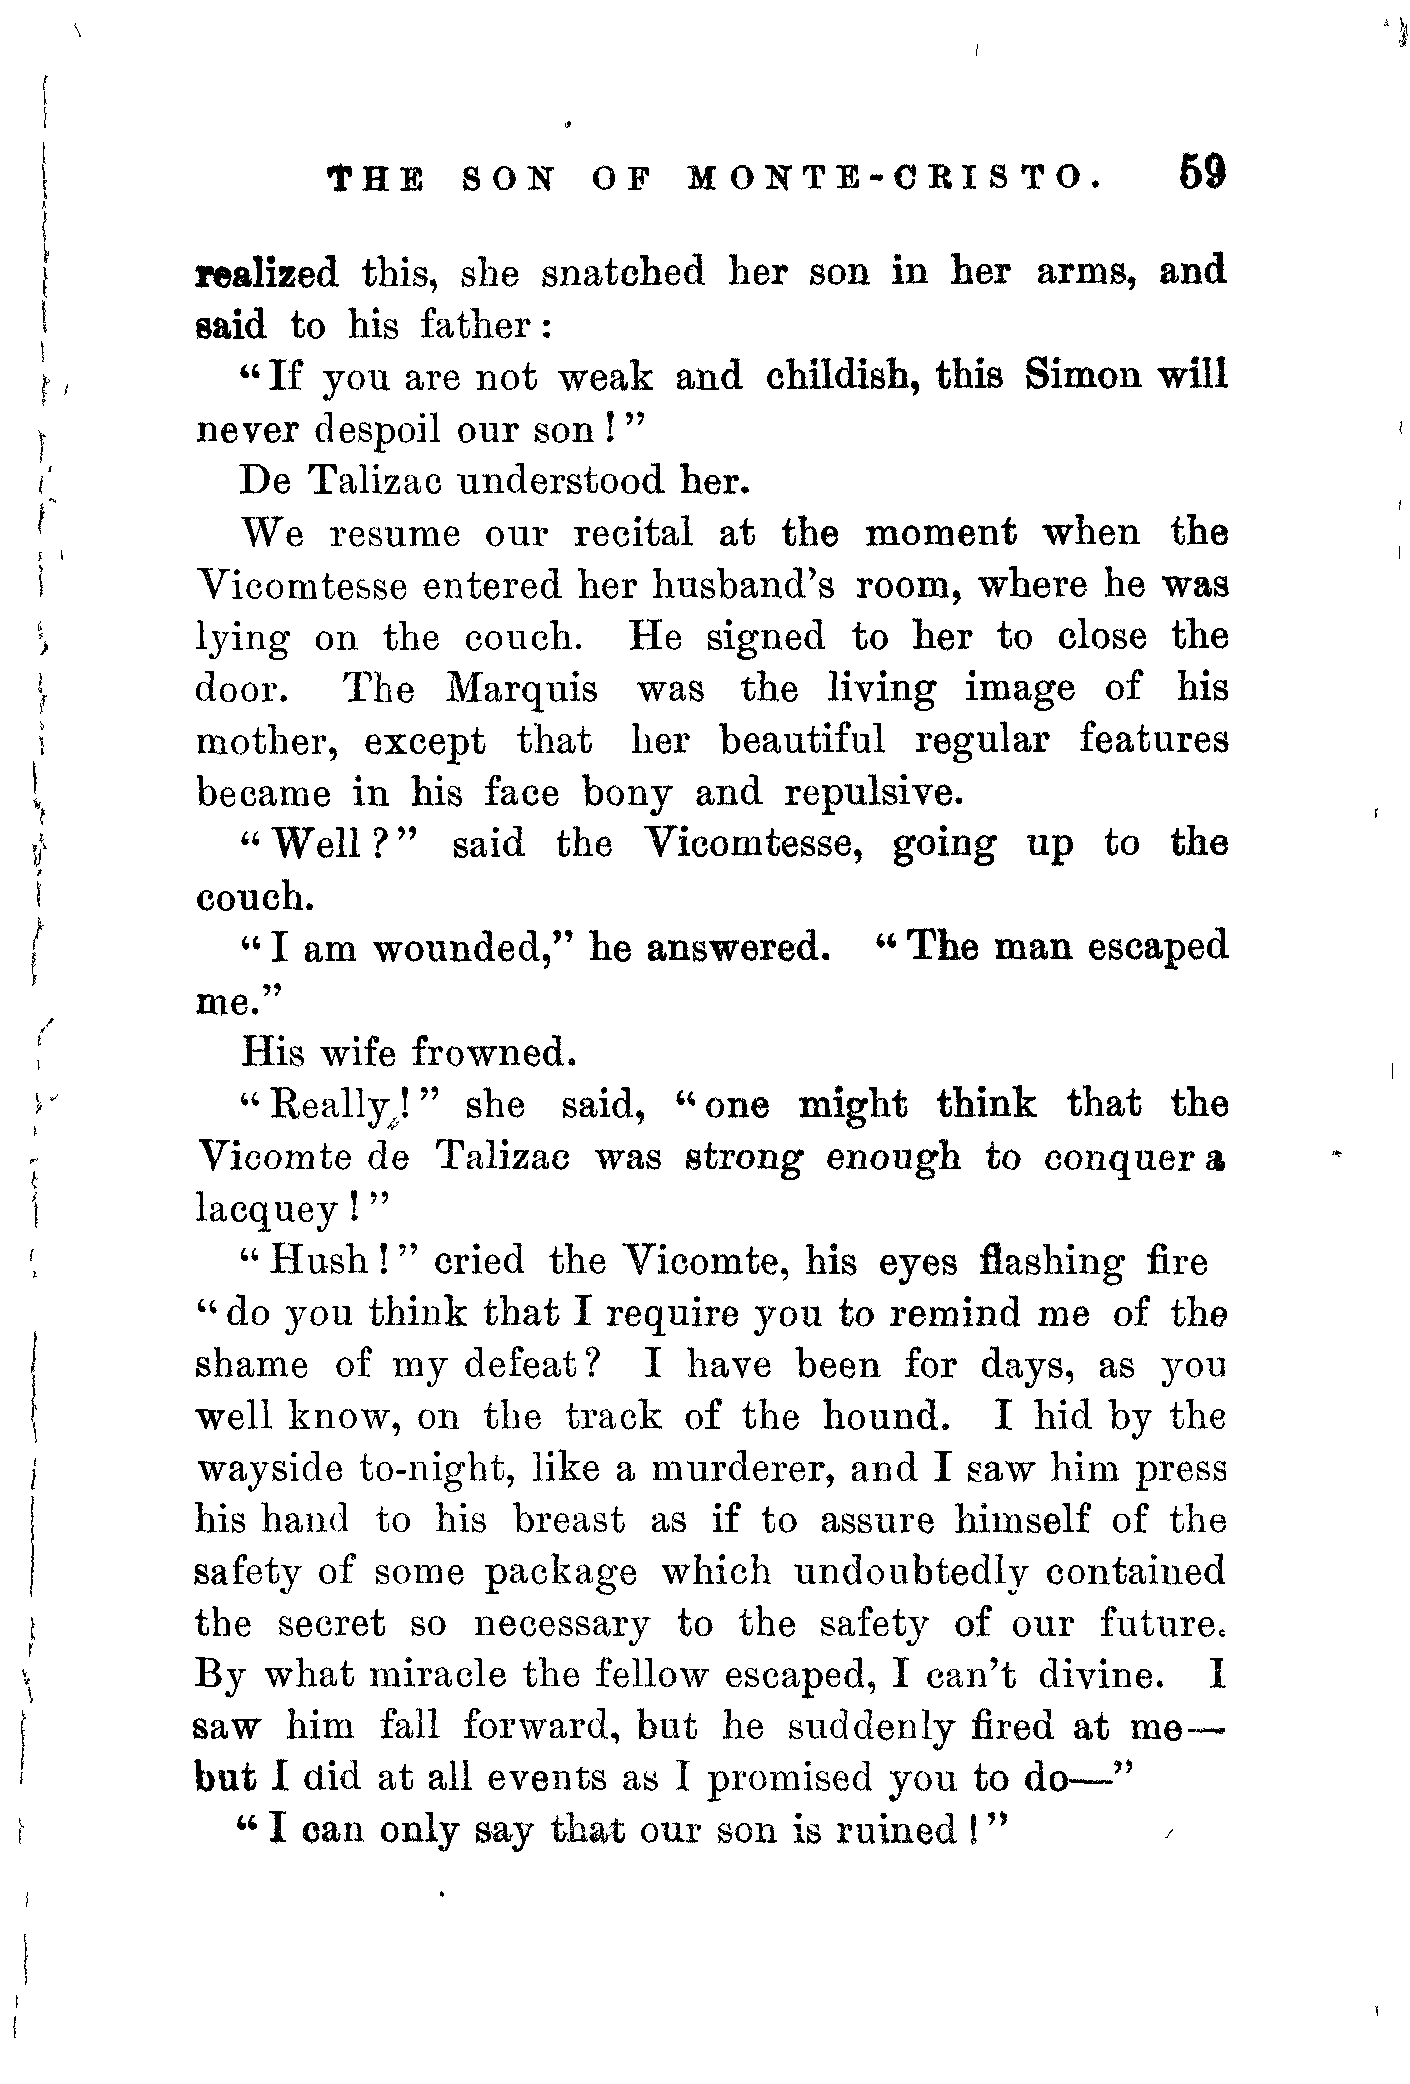 THE SON OF MONTE-CRISTO. 59
realized this, she snatched her son in her arms, and
said to his father:
"If you are not weak and childish, this Simon will
never despoil our son!"
De Talizac understood her.
We resume our recital at the moment when the
Vicomtesse entered her husband's room, where he was
lying on the couch. He signed to her to close the
door. The Marquis was the living image of his
mother, except that her beautiful regular features
became in his face bony and repulsive.
"Well?" said the Vicomtesse, going up to the
couch.
"I am wounded," he answered. "The man escaped
me."
His wife frowned.
"Really!" she said, "one might think that the
Vicomte de Talizac was strong enough to conquer a
lacquey!"
"Hush!" cried the Vicomte, his eyes flashing fire
"do you think that I require you to remind me of the
shame of my defeat? I have been for days, as you
well know, on the track of the hound. I hid by the
wayside to-night, like a murderer, and I saw him press
his hand to his breast as if to assure himself of the
safety of some package which undoubtedly contained
the secret so necessary to the safety of our future.
By what miracle the fellow escaped, I can't divine. I
saw him fall forward, but he suddenly fired at me—
but I did at all events as I promised you to do—"
"I can only say that our son is ruined!"